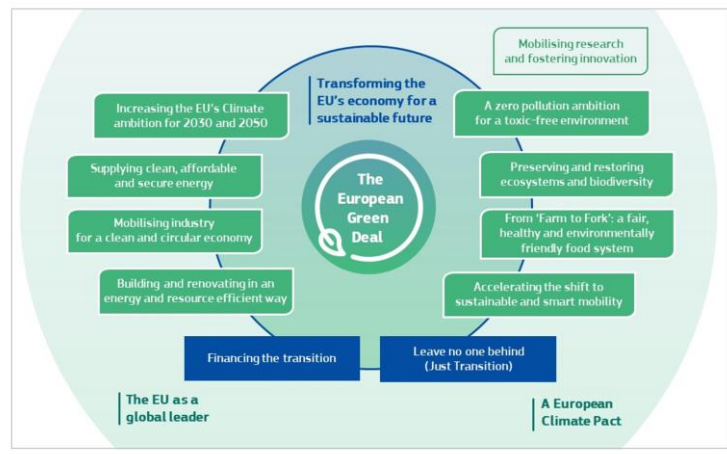 Mobilising research
and fostering innovation
Transforming the
EU's economy for a
sustainable future
Increasing the EU's Climate
ambition for 2030 and 2050
A zero pollution ambition
for a toxic-free environment
Supplying clean, affordable
and secure energy
Preserving and restoring
ecosystems and biodiversity
The
European
Green
Deal
Mobilising industry
for a clean and circular economy
From 'Farm to Fork': a fair,
healthy and environmentally
friendly food system
Building and renovating in an
energy and resource efficient way
Accelerating the shift to
sustainable and smart mobility
Financing the transition
Leave no one behind
(Just Transition)
The EU as a
global leader
A European
Climate Pact